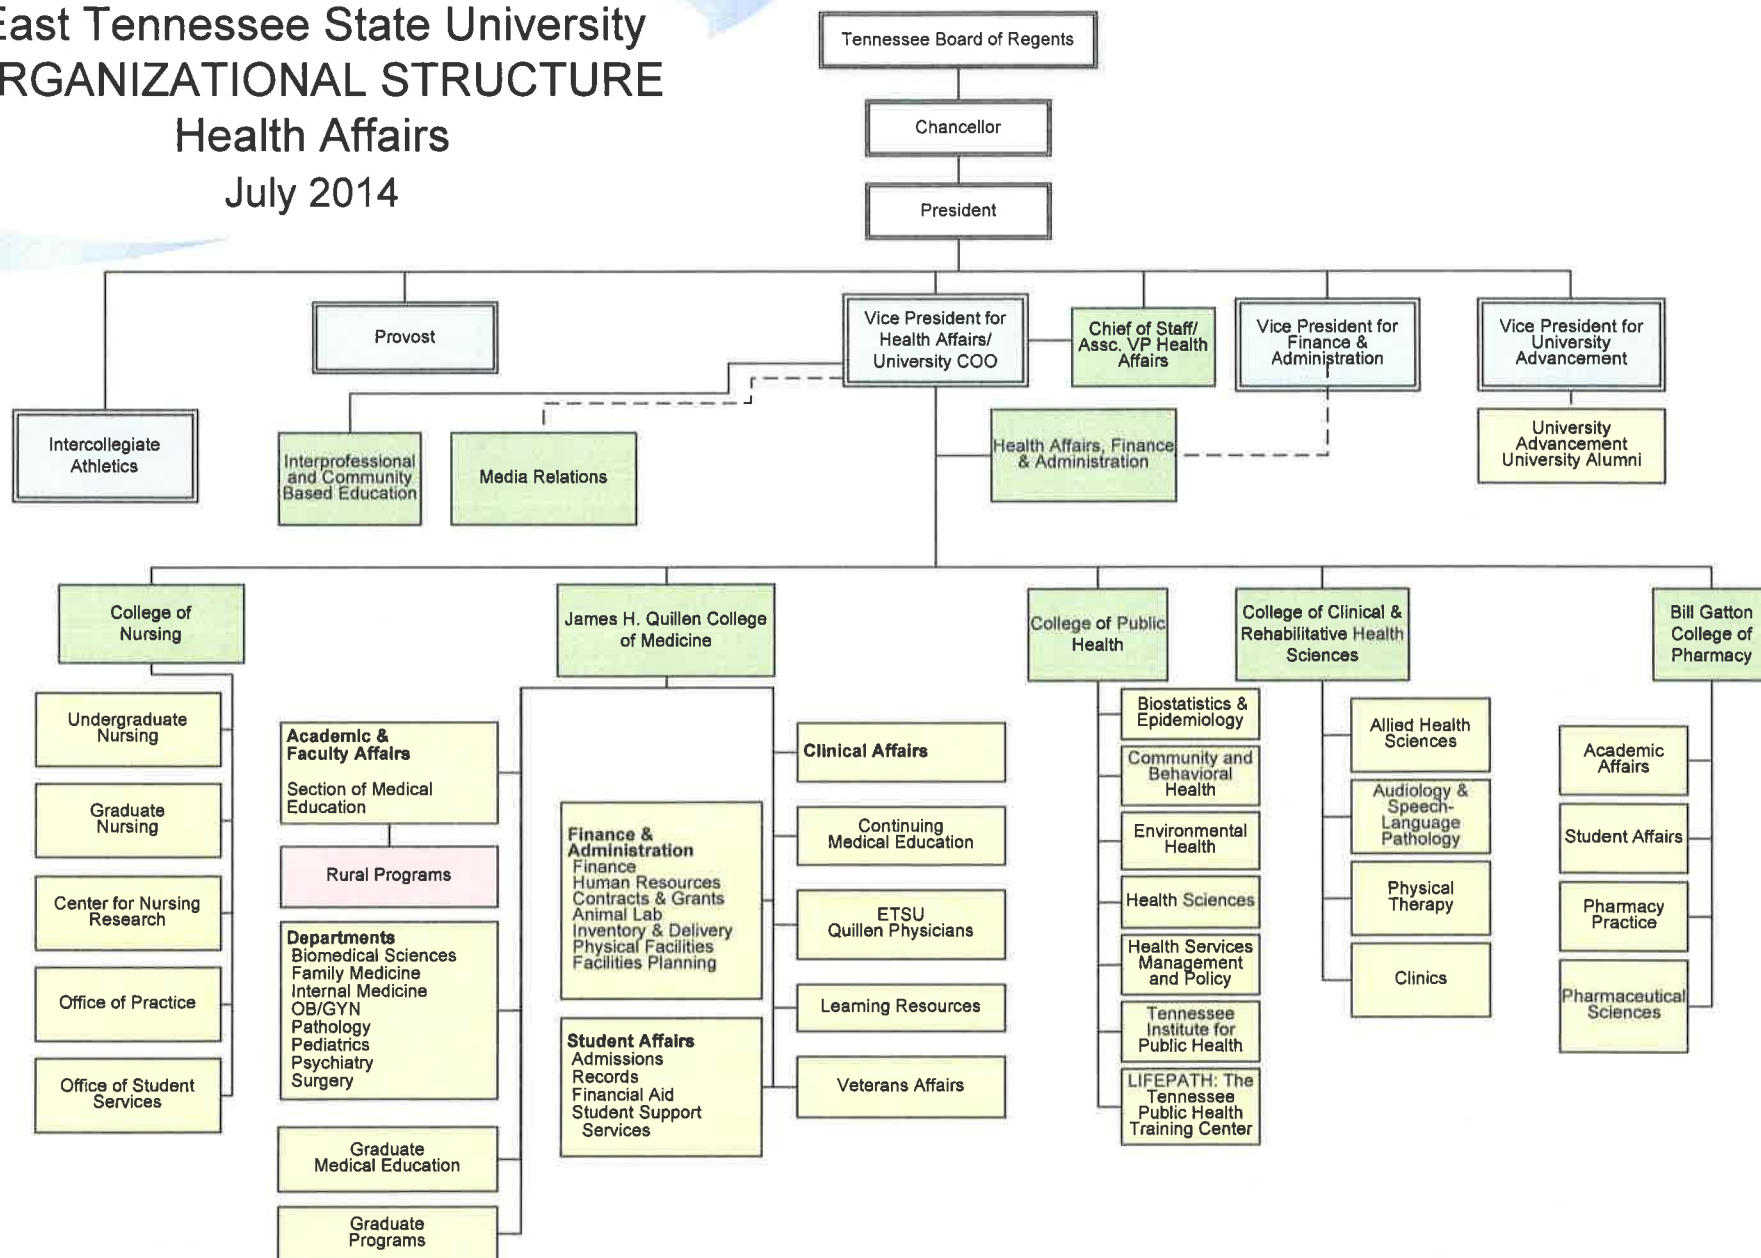 East Tennessee State University
RGANIZATIONAL STRUCTURE
Health Affairs
July 2014
Tennessee Board of Regents
Chancellor
President
Provost
Vice President for
Health Affairs/
University COO
Chief of Staff/
Assc. VP Health
Affairs
Vice President for
Finance &
Administration
Vice President for
University
Advancement
Intercollegiate
Athletics
Interprofessional
and Community
Based Education
Media Relations
Health Affairs, Finance
& Administration
University
Advancement
University Alumni
College of
Nursing
James H. Quillen College
of Medicine
College of Public
Health
College of Clinical &
Rehabilitative Health
Sciences
Bill Gatton
College of
Pharmacy
Undergraduate
Nursing
Graduate
Nursing
Center for Nursing
Research
Office of Practice
Office of Student
Services
Academic &
Faculty Affairs
Section of Medical
Education
Rural Programs
Departments
Biomedical Sciences
Family Medicine
Internal Medicine
OB/GYN
Pathology
Pediatrics
Psychiatry
Surgery
Graduate
Medical Education
Graduate
Programs
Finance &
Administration
Finance
Human Resources
Contracts & Grants
Animal Lab
Inventory & Delivery
Physical Facilities
Facilities Planning
Student Affairs
Admissions
Records
Financial Aid
Student Support
Services
Clinical Affairs
Continuing
Medical Education
ETSU
Quillen Physicians
Learning Resources
Veterans Affairs
Biostatistics &
Epidemiology
Community and
Behavioral
Health
Environmental
Health
Health Sciences
Health Services
Management
and Policy
Tennessee
Institute for
Public Health
LIFEPATH: The
Tennessee
Public Health
Training Center
Allied Health
Sciences
Audiology &
Speech-
Language
Pathology
Physical
Therapy
Clinics
Academic
Affairs
Student Affairs
Pharmacy
Practice
Pharmaceutical
Sciences